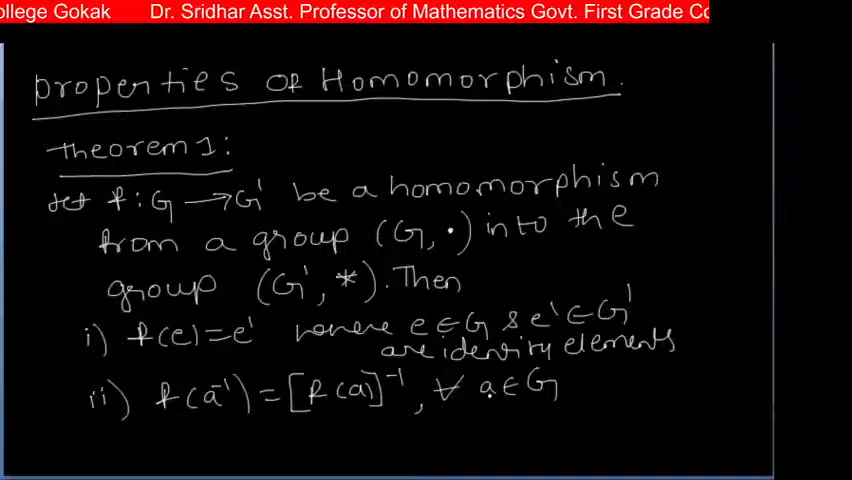 ollege Gokak Dr. Sridhar Asst. Professor of Mathematics Govt. First Grade Co
Properties of Homomorphism.
Theorem 1:
Let f : G → G' be a homomorphism
from a group (G, ·) into the
group (G', *). Then
i) f(e) = e' where e ∈ G & e' ∈ G'
are identity elements
ii) f(a⁻¹) = [f(a)]⁻¹, ∀ a ∈ G